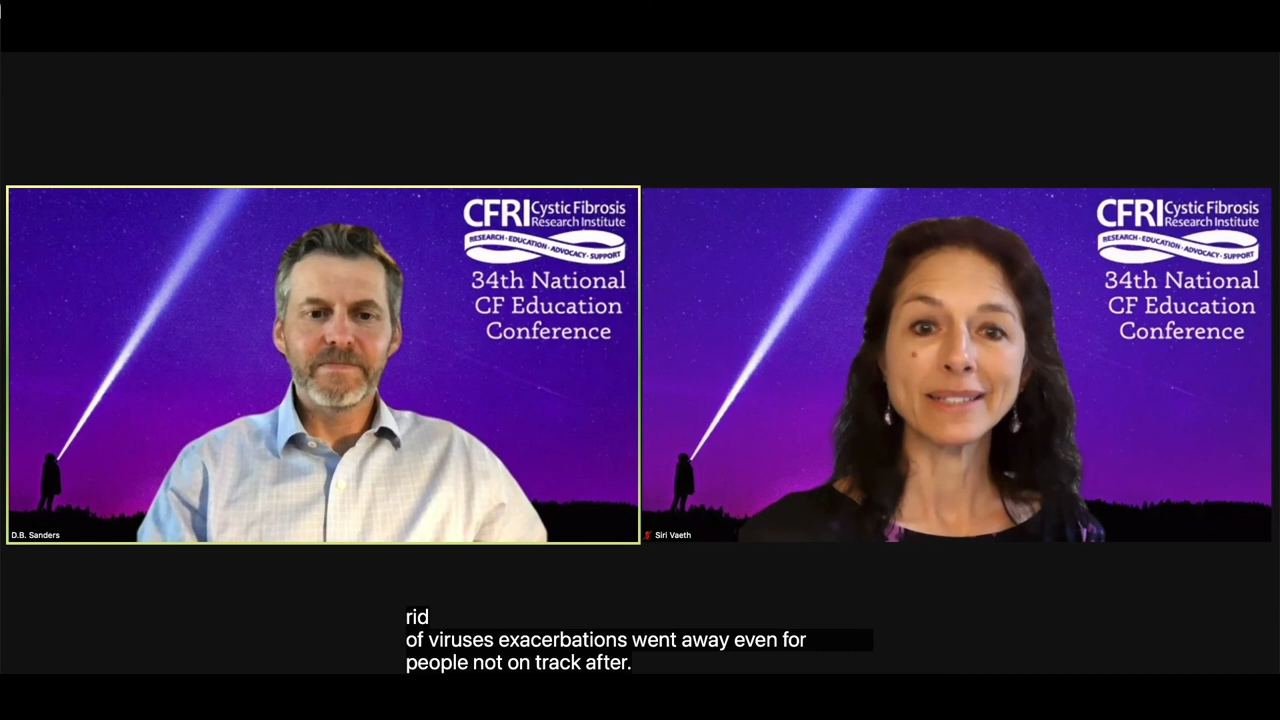 CFRI Cystic Fibrosis
Research Institute
RESEARCH • EDUCATION • ADVOCACY • SUPPORT
34th National
CF Education
Conference
D.B. Sanders
CFRI Cystic Fibrosis
Research Institute
RESEARCH • EDUCATION • ADVOCACY • SUPPORT
34th National
CF Education
Conference
Siri Vaeth
rid
of viruses exacerbations went away even for
people not on track after.